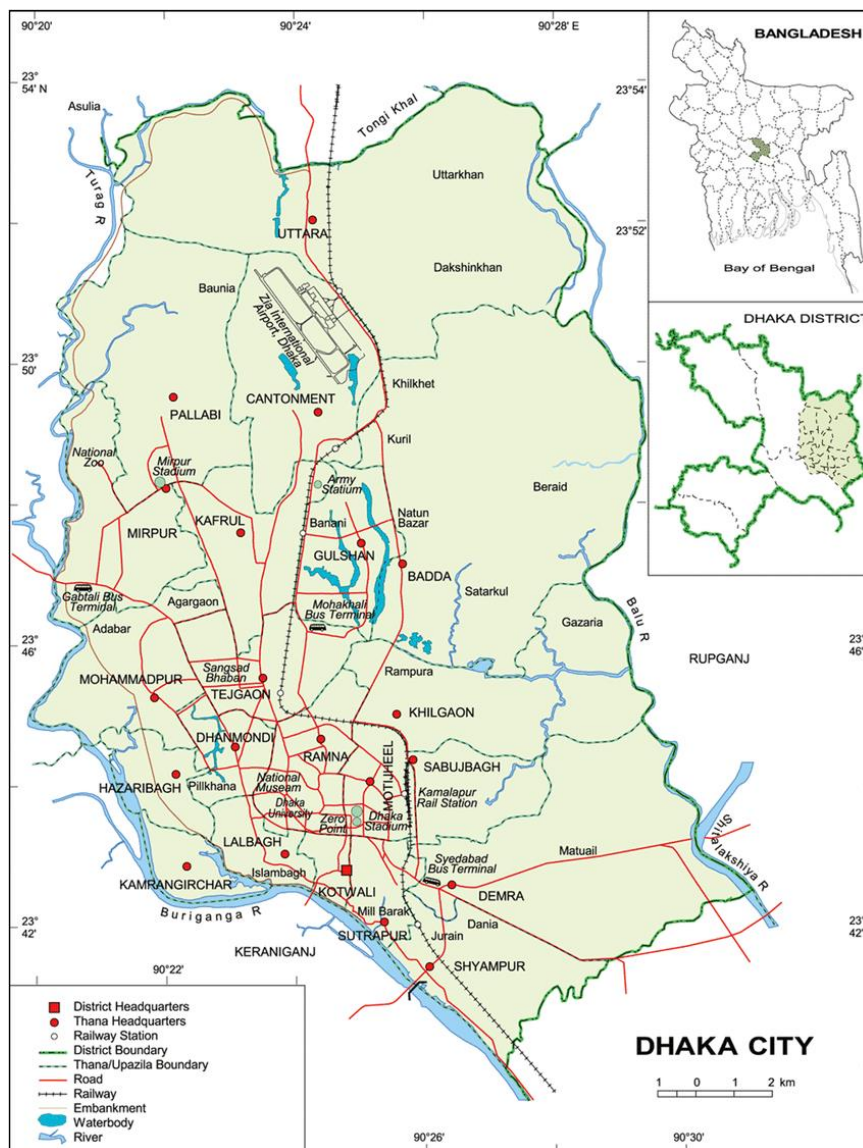 90° 20'
90° 24'
90° 28' E
23°
54' N
Asulia
Tongi Khal
23° 54'
BANGLADESH
Turag R
Uttarkhan
UTTARA
23° 52'
Dakshinkhan
Bay of Bengal
Baunia
Zia International
Airport, Dhaka
DHAKA DISTRICT
23°
50'
Khilkhet
PALLABI
CANTONMENT
Kuril
National
Zoo
Mirpur
Stadium
Army
Statium
Beraid
MIRPUR
KAFRUL
Banani
Natun
Bazar
GULSHAN
BADDA
Satarkul
Gabtali Bus
Terminal
Agargaon
Mohakhali
Bus Terminal
Gazaria
Balu R
Adabar
23°
46'
23°
46'
RUPGANJ
Sangsad
Bhaban
Rampura
MOHAMMADPUR
TEJGAON
KHILGAON
DHANMONDI
RAMNA
MOTIJHEEL
SABUJBAGH
HAZARIBAGH
Pillkhana
National
Museam
Kamalapur
Rail Station
Dhaka
University
Zero
Point
Dhaka
Stadium
Shitalakshiya R
LALBAGH
Matuail
Syedabad
Bus Terminal
KAMRANGIRCHAR
Islambagh
KOTWALI
DEMRA
Buriganga R
Mill Barak
Dania
23°
42'
23°
42'
SUTRAPUR
Jurain
KERANIGANJ
SHYAMPUR
90° 22'
District Headquarters
Thana Headquarters
Railway Station
District Boundary
Thana/Upazila Boundary
Road
Railway
Embankment
Waterbody
River
DHAKA CITY
1 0 1 2 km
90° 26'
90° 30'